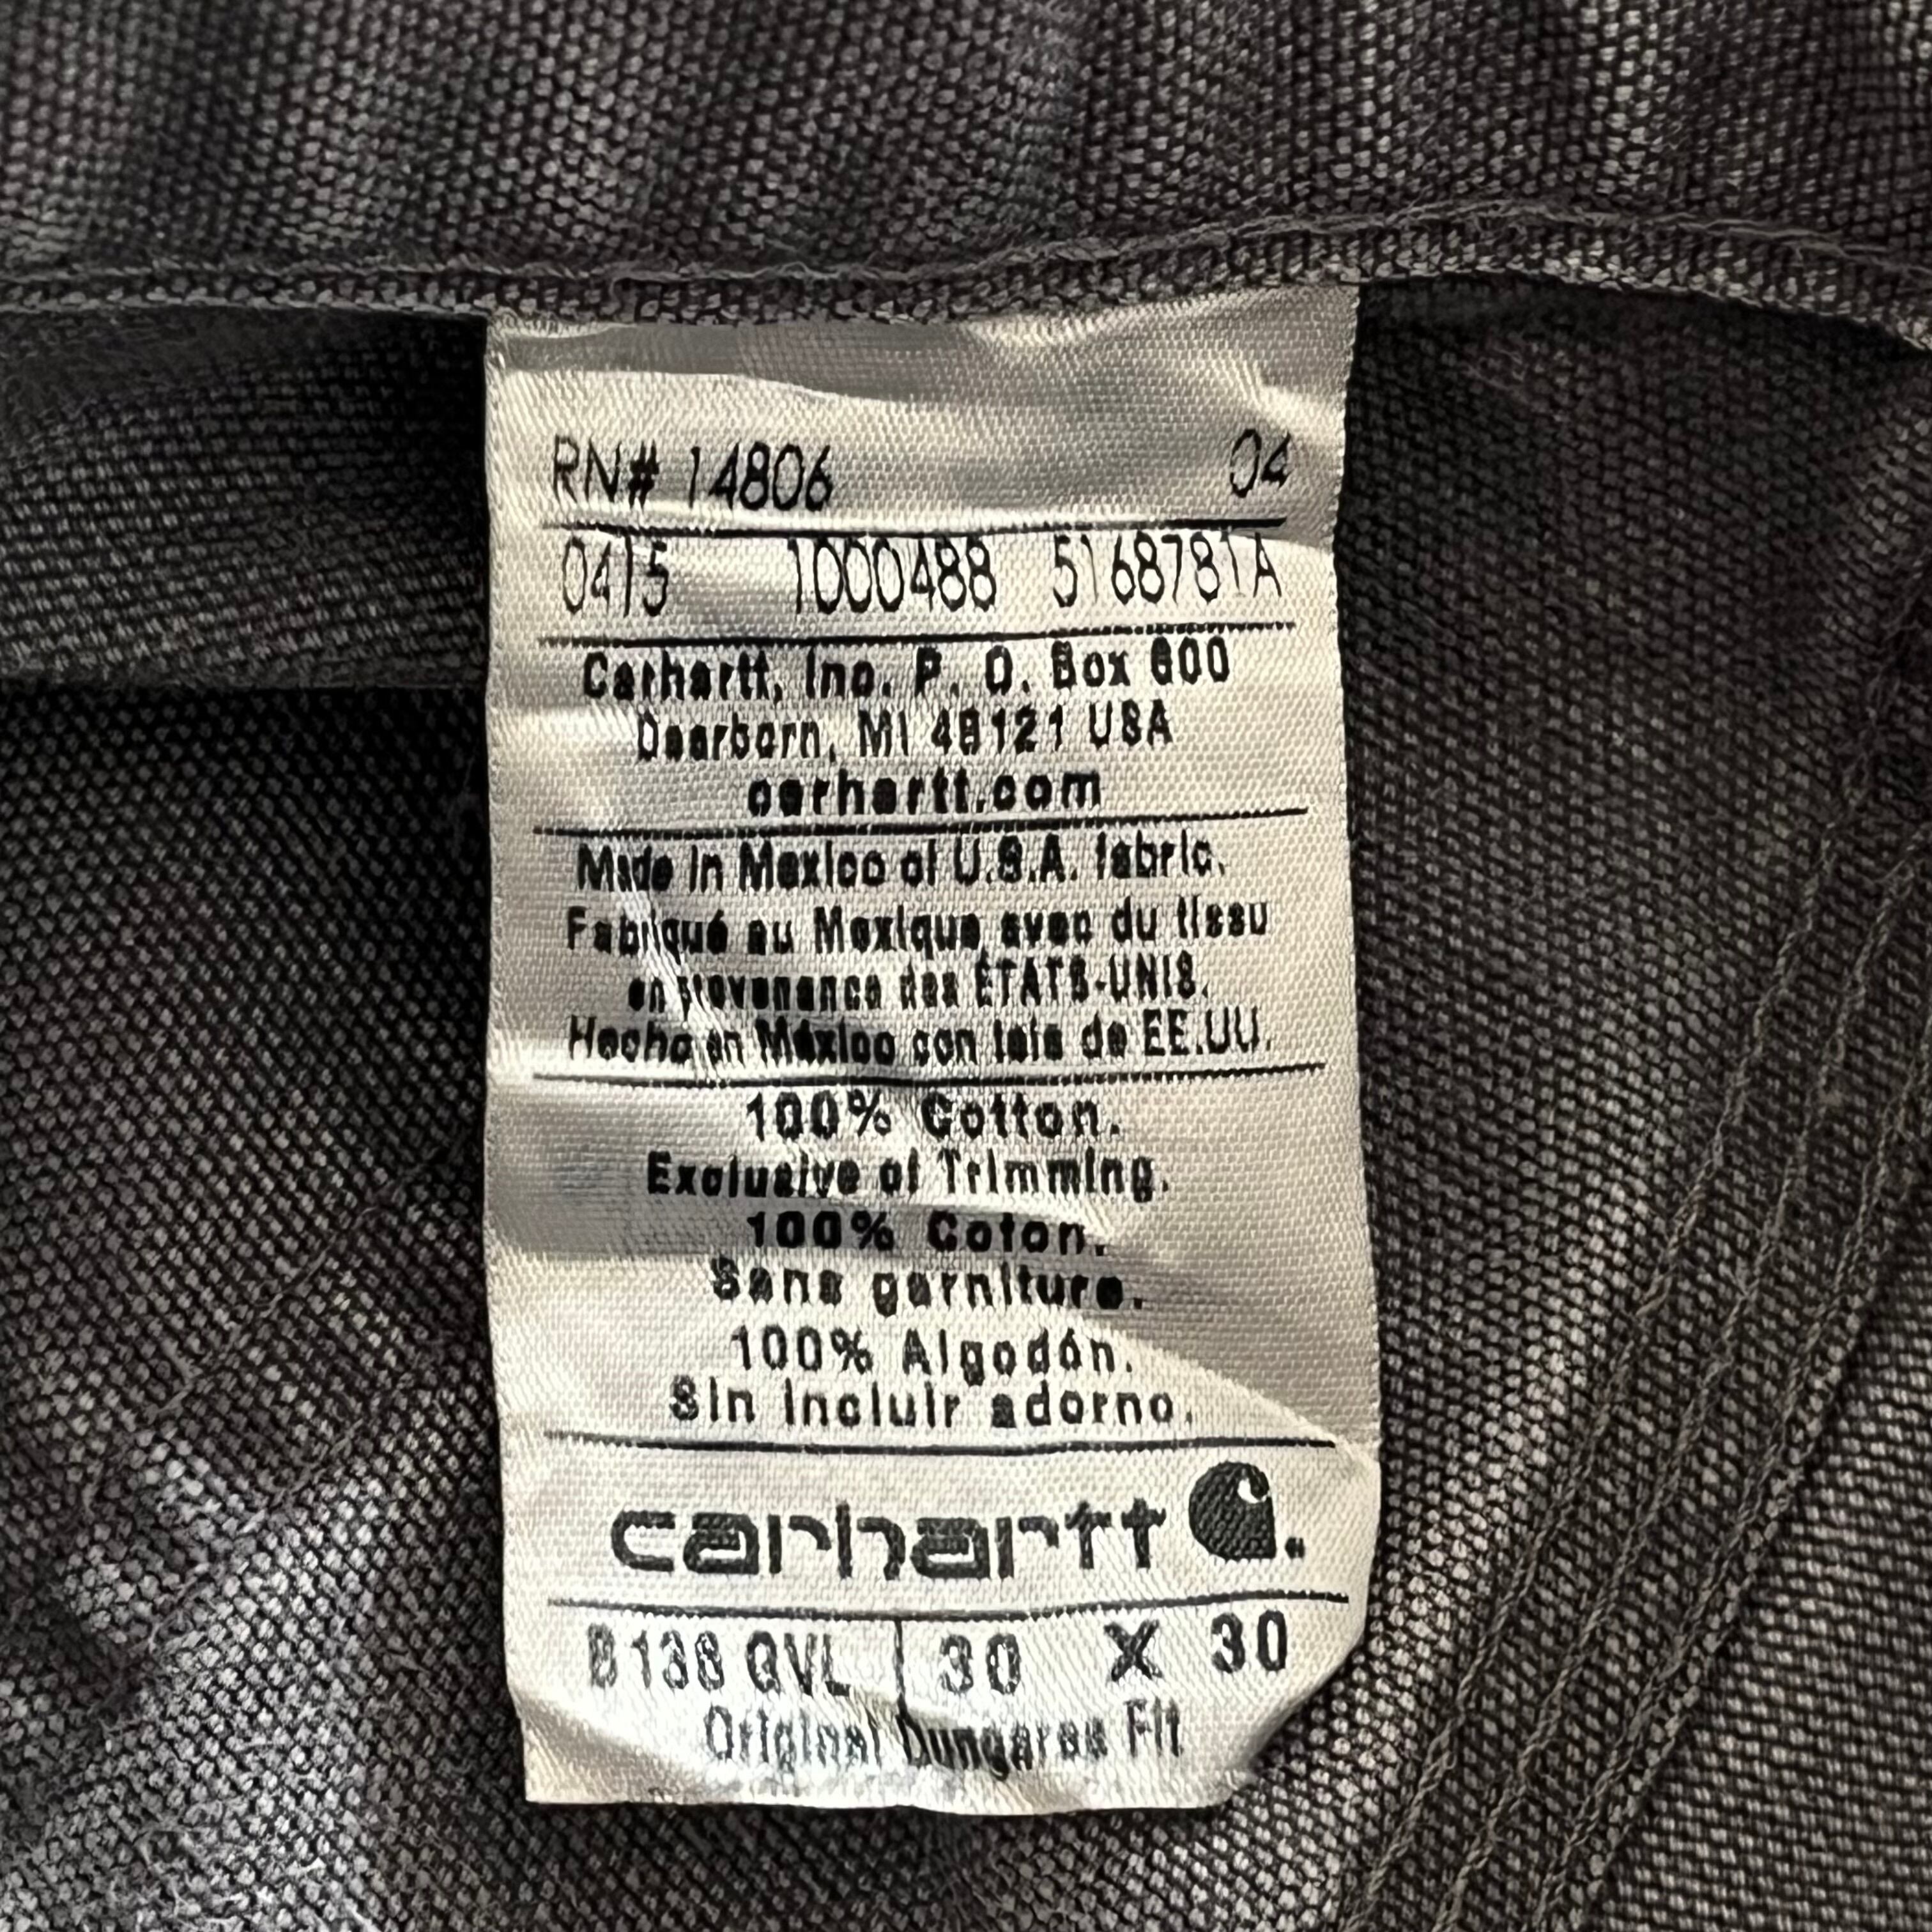 RN# 14806 04
0415 1000488 5168781A
Carhartt, Inc. P. O. Box 600
Dearborn, MI 48121 USA
carhartt.com
Made in Mexico of U.S.A. fabric.
Fabriqué au Mexique avec du tissu
en provenance des ÉTATS-UNIS.
Hecho en México con tela de EE.UU.
100% Cotton.
Exclusive of Trimming.
100% Coton.
Sans garniture.
100% Algodón.
Sin incluir adorno.
carhartt
B136 GVL 30 X 30
Original Dungaree Fit